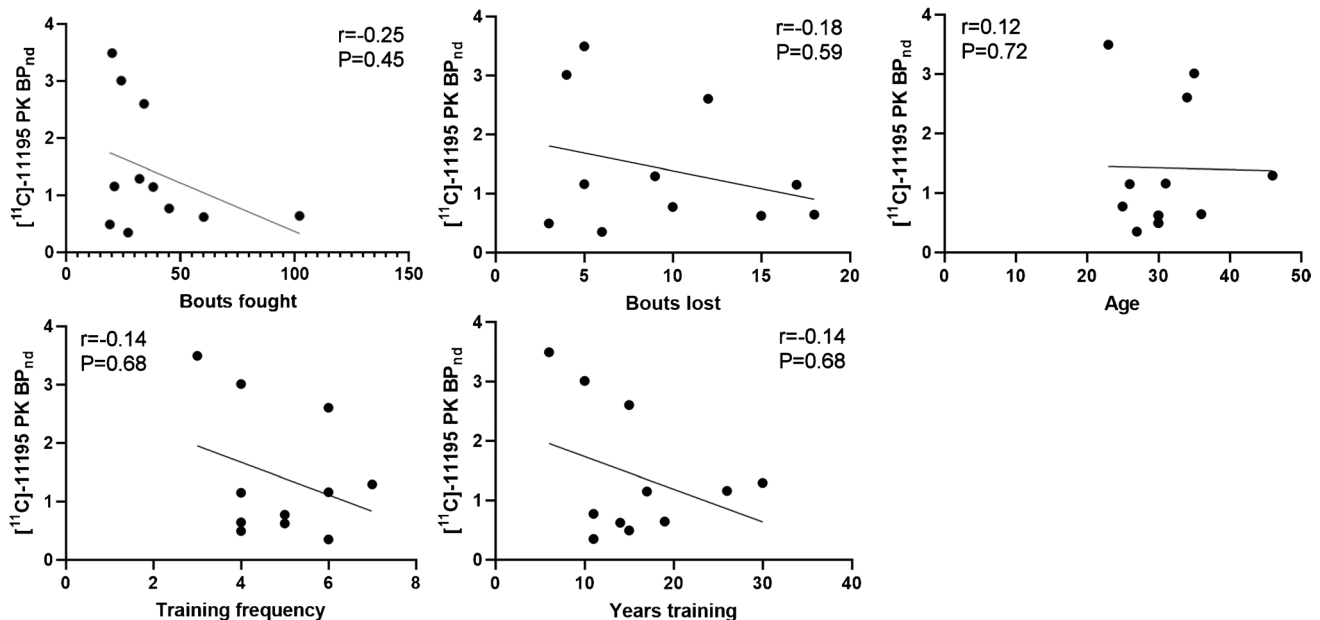 [¹¹C]-11195 PK BPnd
4
3
2
1
0
r=-0.25
P=0.45
0 50 100 150
Bouts fought
[¹¹C]-11195 PK BPnd
4
3
2
1
0
r=-0.18
P=0.59
0 5 10 15 20
Bouts lost
[¹¹C]-11195 PK BPnd
4
3
2
1
0
r=0.12
P=0.72
0 10 20 30 40 50
Age
[¹¹C]-11195 PK BPnd
4
3
2
1
0
r=-0.14
P=0.68
0 2 4 6 8
Training frequency
[¹¹C]-11195 PK BPnd
4
3
2
1
0
r=-0.14
P=0.68
0 10 20 30 40
Years training